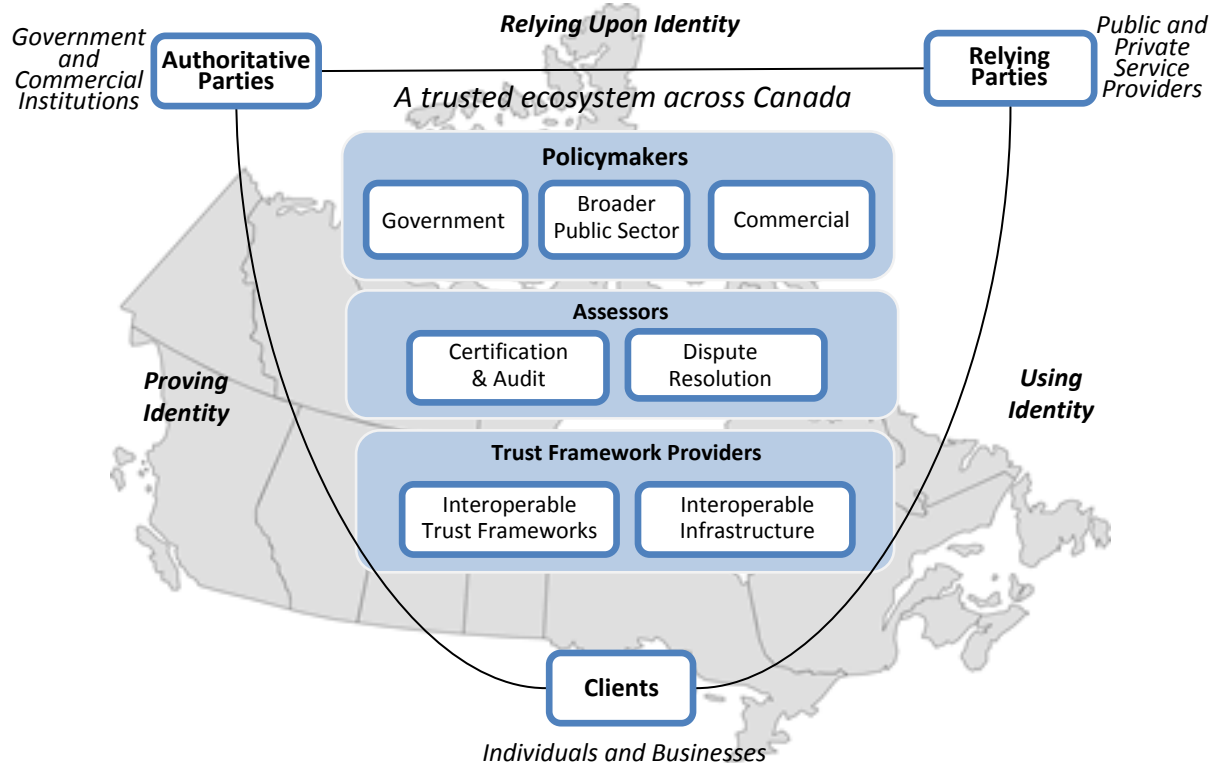 Relying Upon Identity
Government
and
Commercial
Institutions
Authoritative
Parties
Relying
Parties
Public and
Private
Service
Providers
A trusted ecosystem across Canada
Policymakers
Government
Broader
Public Sector
Commercial
Assessors
Certification
& Audit
Dispute
Resolution
Proving
Identity
Using
Identity
Trust Framework Providers
Interoperable
Trust Frameworks
Interoperable
Infrastructure
Clients
Individuals and Businesses